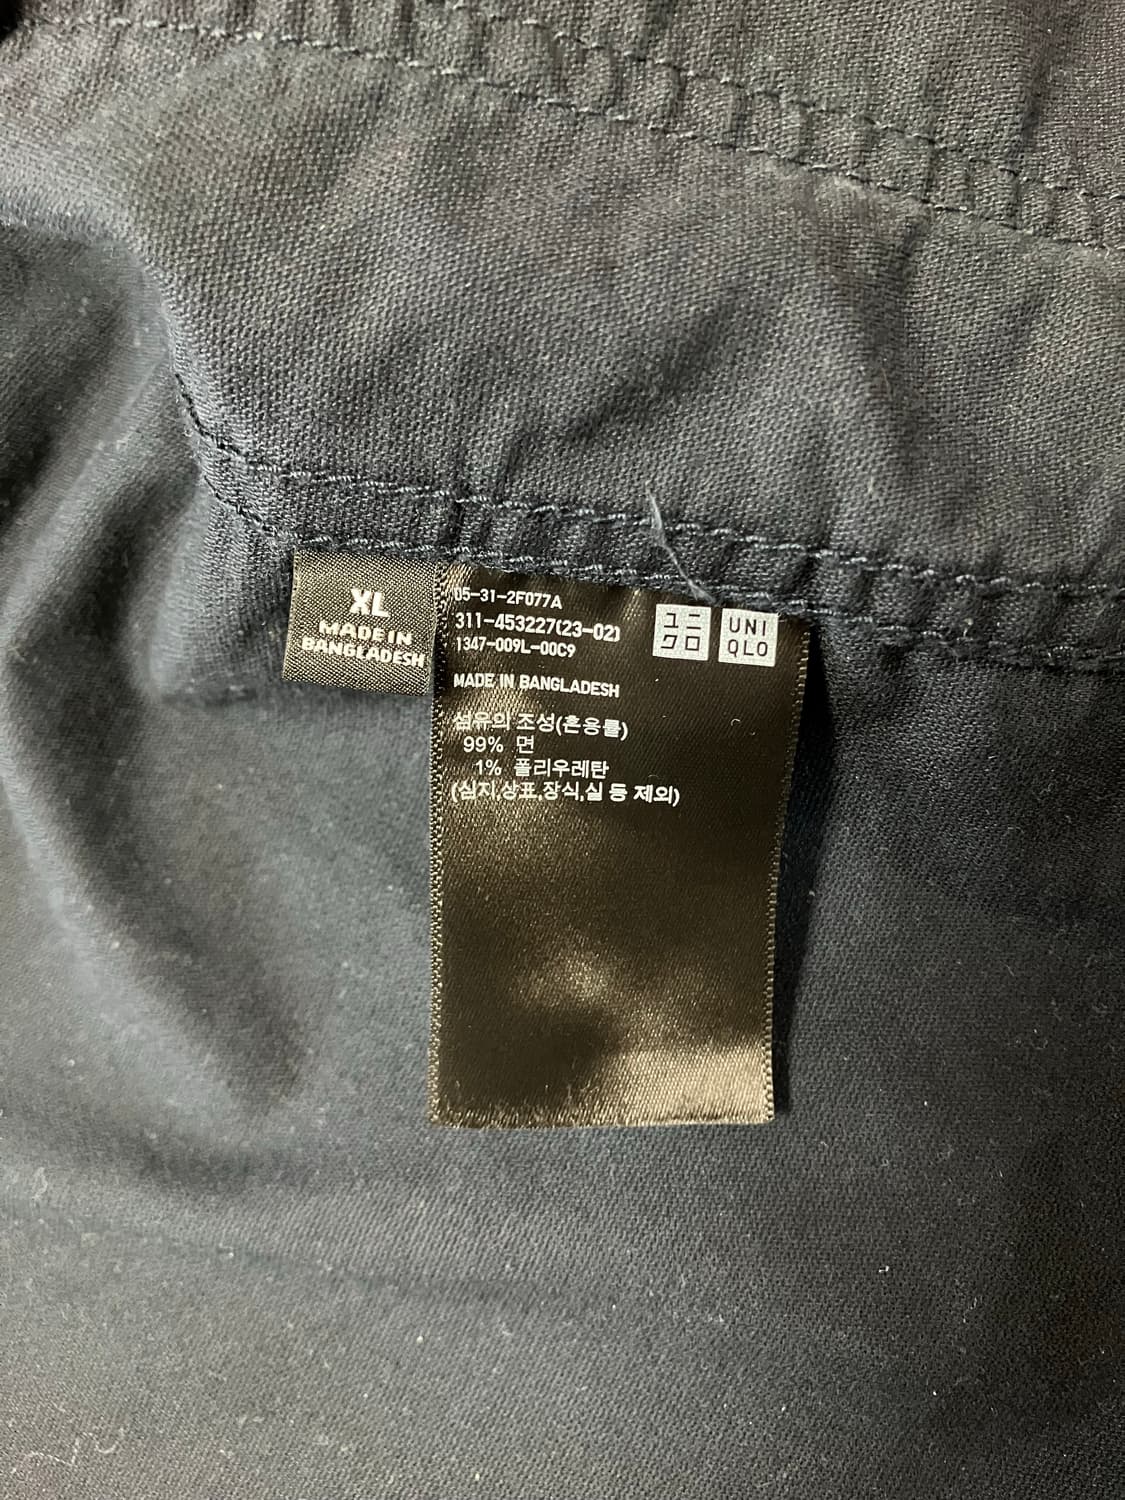 XL
MADE IN
BANGLADESH
05-31-2F077A
311-453227(23-02)
1347-009L-00C9
ユニ
クロ
UNI
QLO
MADE IN BANGLADESH
섬유의 조성(혼용률)
99% 면
1% 폴리우레탄
(심지,상표,장식,실 등 제외)